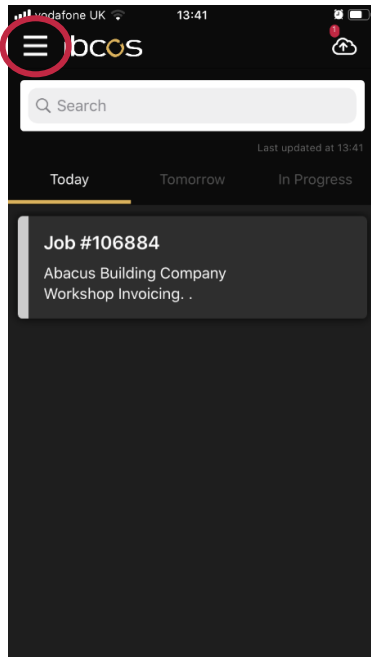 vodafone UK 13:41
bcos
1
Search
Last updated at 13:41
Today Tomorrow In Progress
Job #106884
Abacus Building Company
Workshop Invoicing. .